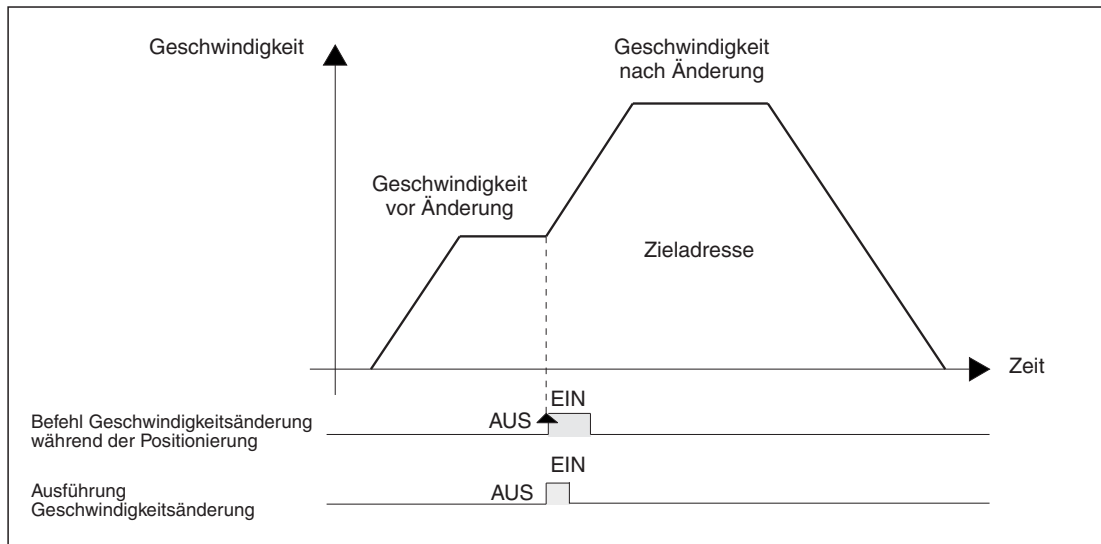 Geschwindigkeit
Geschwindigkeit
nach Änderung
Geschwindigkeit
vor Änderung
Zieladresse
Zeit
Befehl Geschwindigkeitsänderung
während der Positionierung
AUS
EIN
Ausführung
Geschwindigkeitsänderung
AUS
EIN